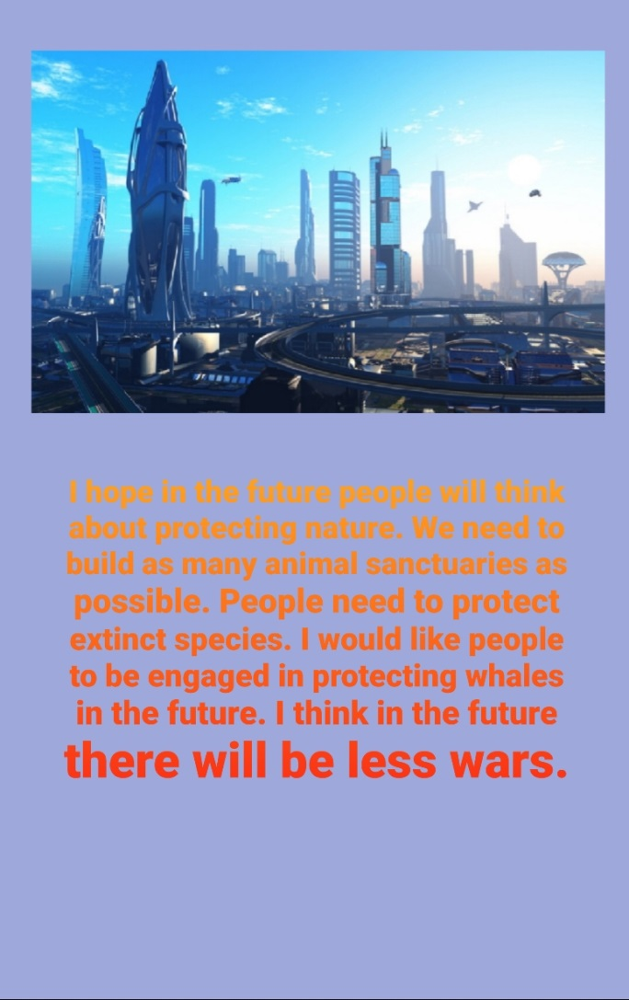 I hope in the future people will think
about protecting nature. We need to
build as many animal sanctuaries as
possible. People need to protect
extinct species. I would like people
to be engaged in protecting whales
in the future. I think in the future
there will be less wars.